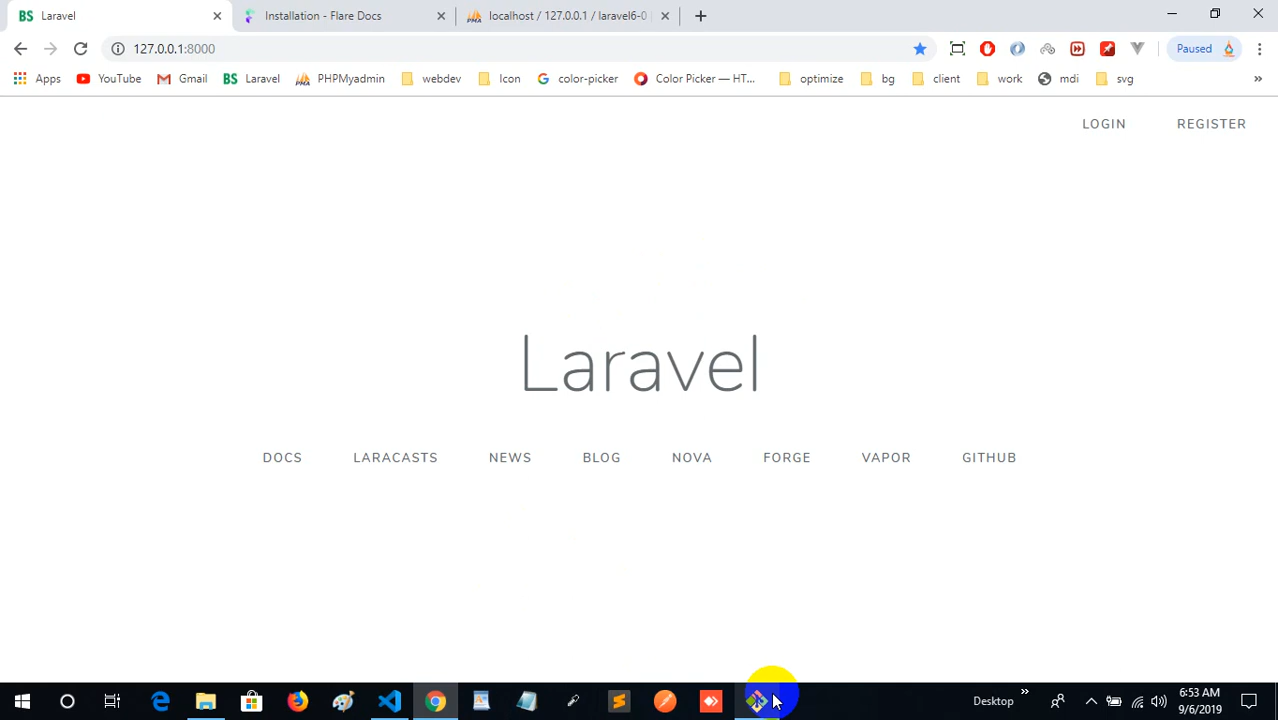 BS Laravel Installation - Flare Docs localhost / 127.0.0.1 / laravel6-0
127.0.0.1:8000 Paused
Apps YouTube Gmail BS Laravel PHPMyadmin webdev Icon color-picker Color Picker — HT... optimize bg client work mdi svg »
LOGIN REGISTER
Laravel
DOCS LARACASTS NEWS BLOG NOVA FORGE VAPOR GITHUB
Desktop » 6:53 AM
9/6/2019